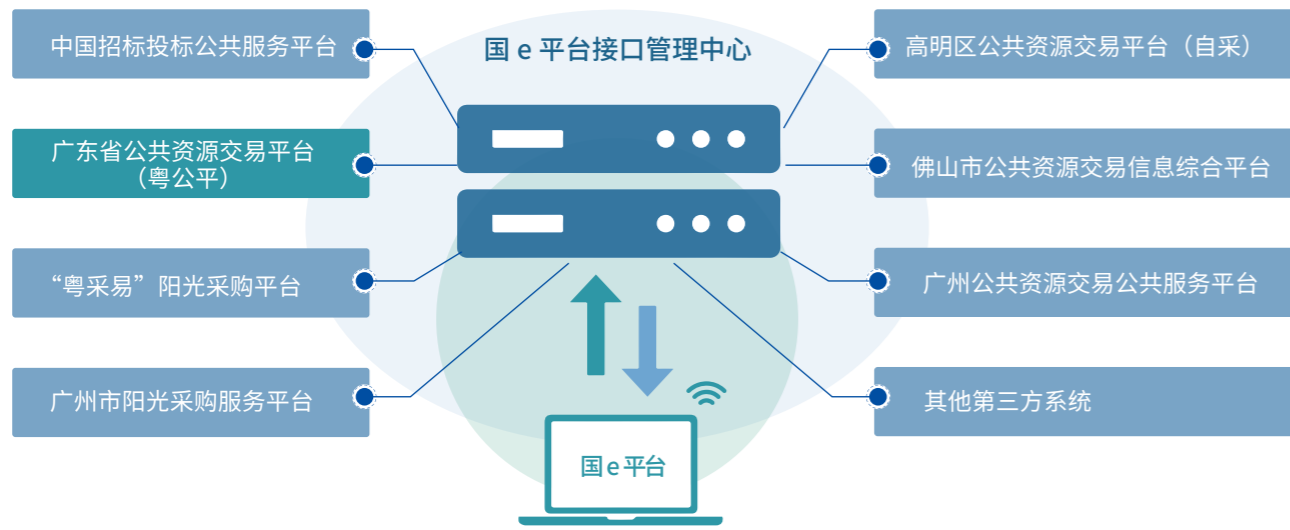 国 e 平台接口管理中心
中国招标投标公共服务平台
广东省公共资源交易平台
（粤公平）
“粤采易”阳光采购平台
广州市阳光采购服务平台
高明区公共资源交易平台（自采）
佛山市公共资源交易信息综合平台
广州公共资源交易公共服务平台
其他第三方系统
国 e 平台